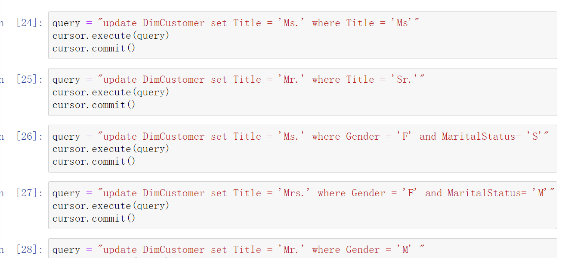 n [24]: query = "update DimCustomer set Title = 'Ms.' where Title = 'Ms'"
cursor.execute(query)
cursor.commit()
n [25]: query = "update DimCustomer set Title = 'Mr.' where Title = 'Sr.'"
cursor.execute(query)
cursor.commit()
n [26]: query = "update DimCustomer set Title = 'Ms.' where Gender = 'F' and MaritalStatus= 'S'"
cursor.execute(query)
cursor.commit()
n [27]: query = "update DimCustomer set Title = 'Mrs.' where Gender = 'F' and MaritalStatus= 'M'"
cursor.execute(query)
cursor.commit()
n [28]: query = "update DimCustomer set Title = 'Mr.' where Gender = 'M' "